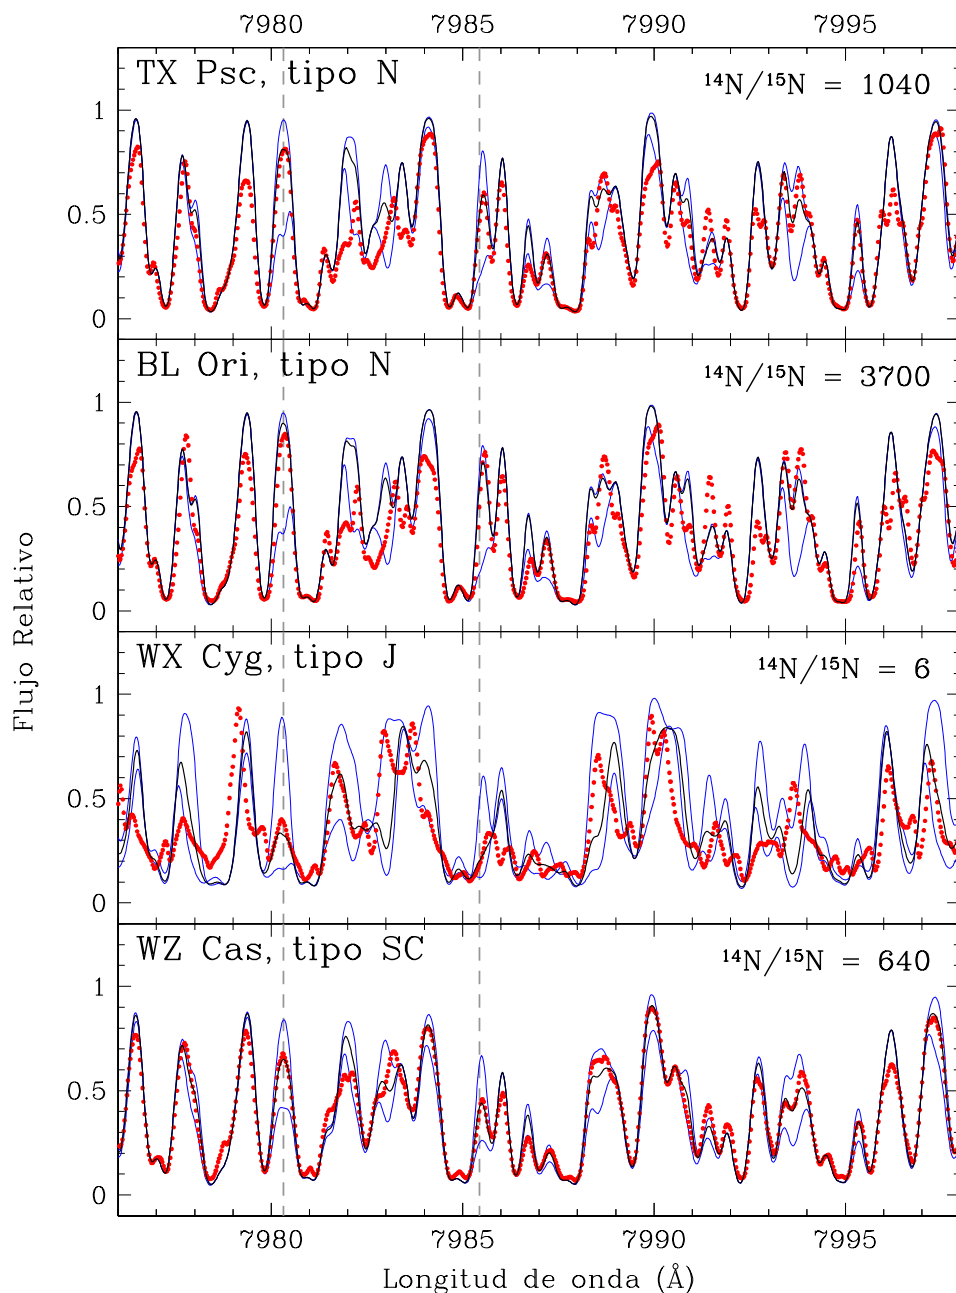 7980 7985 7990 7995
TX Psc, tipo N
¹⁴N/¹⁵N = 1040
1
0.5
0
BL Ori, tipo N
¹⁴N/¹⁵N = 3700
1
0.5
0
WX Cyg, tipo J
¹⁴N/¹⁵N = 6
1
0.5
0
WZ Cas, tipo SC
¹⁴N/¹⁵N = 640
1
0.5
0
Flujo Relativo
7980 7985 7990 7995
Longitud de onda (Å)